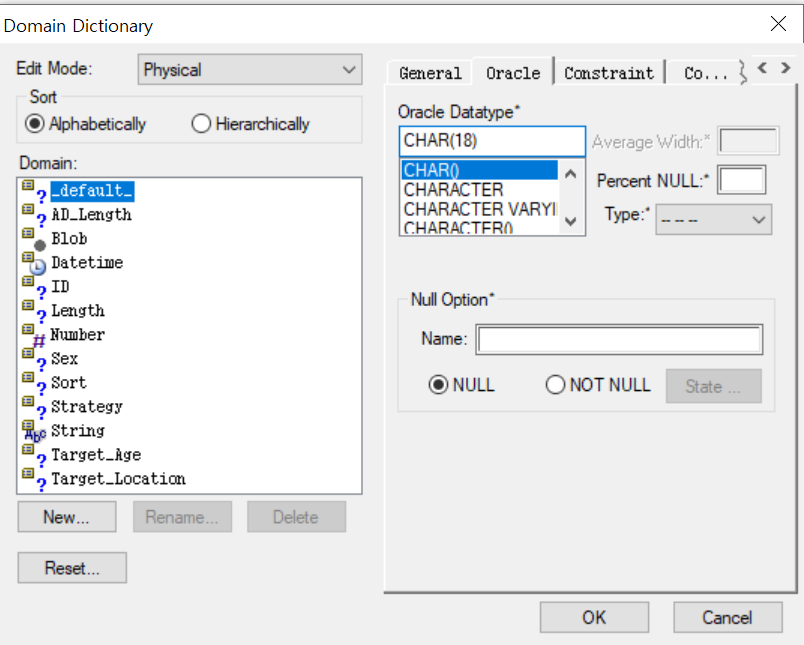 Domain Dictionary
Edit Mode: Physical
Sort
Alphabetically Hierarchically
Domain:
_default_
AD_Length
Blob
Datetime
ID
Length
Number
Sex
Sort
Strategy
String
Target_Age
Target_Location
New... Rename... Delete
Reset...
General Oracle Constraint Co...
Oracle Datatype*
CHAR(18) Average Width:*
CHAR()
CHARACTER
CHARACTER VARYI
CHARACTER()
Percent NULL:*
Type:* -- -- --
Null Option*
Name:
NULL NOT NULL State ...
OK Cancel